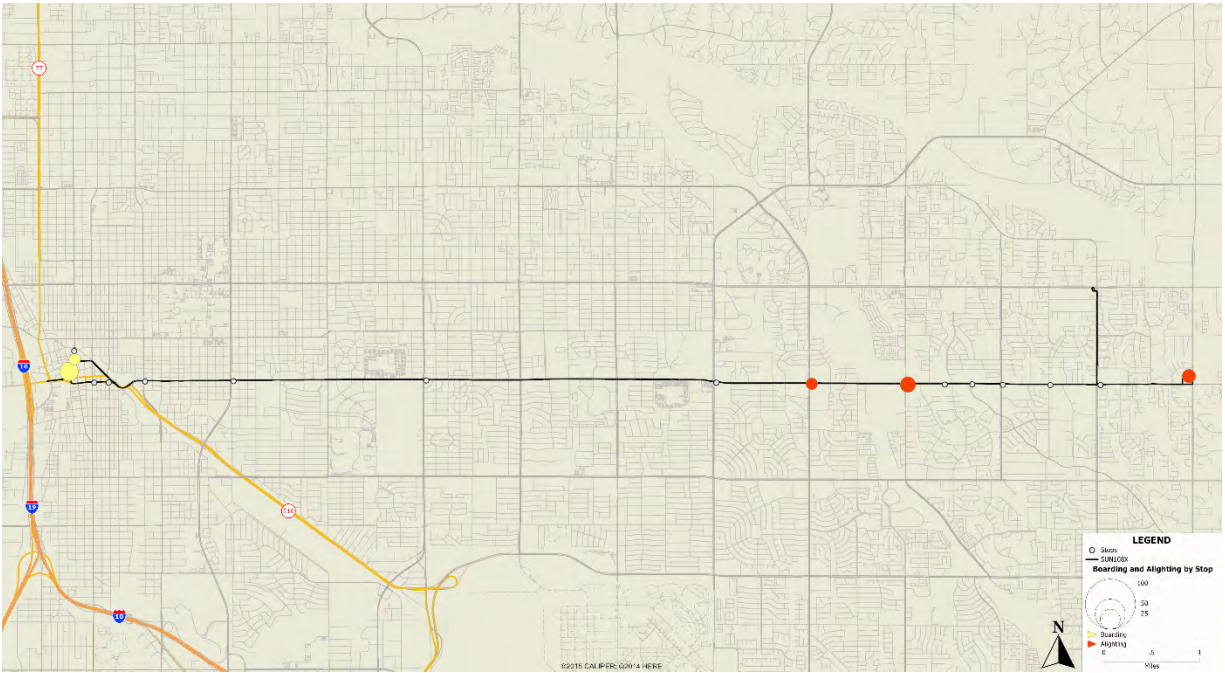 77
10
19
210
10
LEGEND
Stops
SUN108X
Boarding and Alighting by Stop
100
50
25
Boarding
Alighting
0 .5 1
Miles
N
©2015 CALIPER; ©2014 HERE